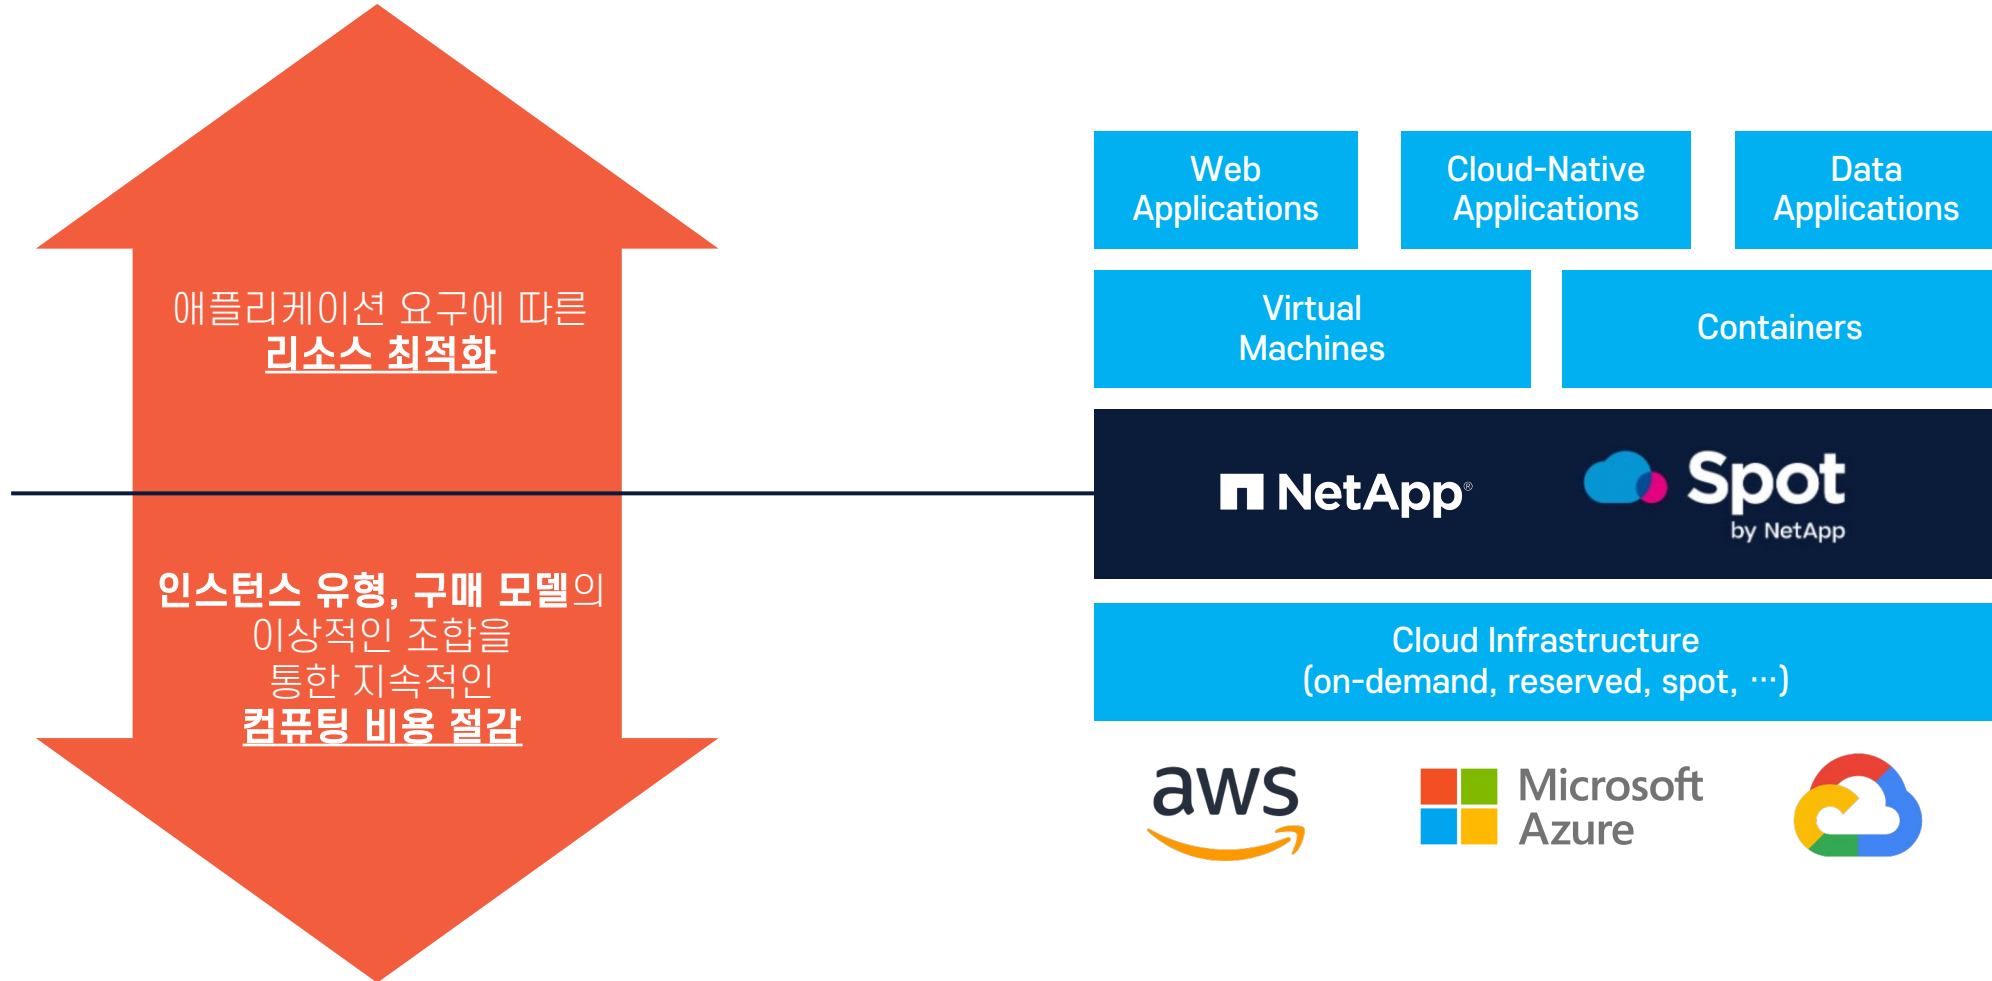 애플리케이션 요구에 따른
리소스 최적화
인스턴스 유형, 구매 모델의
이상적인 조합을
통한 지속적인
컴퓨팅 비용 절감
Web
Applications
Cloud-Native
Applications
Data
Applications
Virtual
Machines
Containers
NetApp®
Spot
by NetApp
Cloud Infrastructure
(on-demand, reserved, spot, ···)
aws
Microsoft
Azure